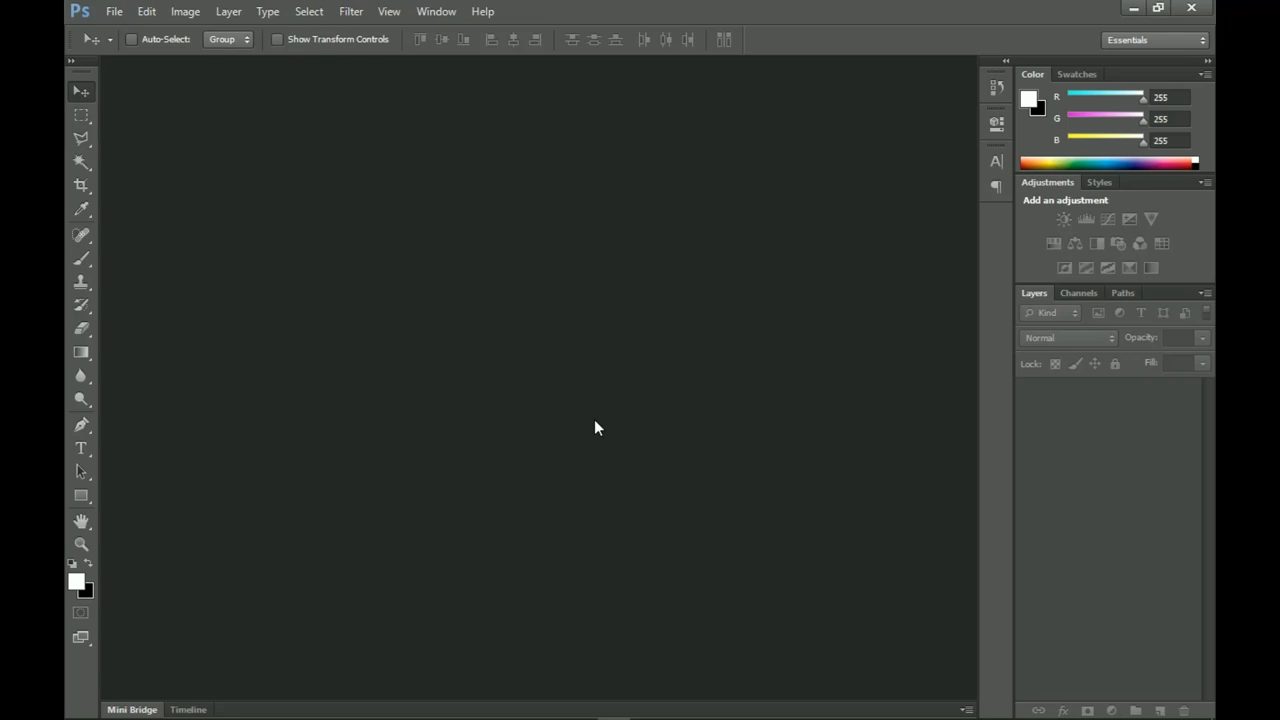 Ps File Edit Image Layer Type Select Filter View Window Help
Auto-Select: Group Show Transform Controls Essentials
Color Swatches
R 255
G 255
B 255
Adjustments Styles
Add an adjustment
Layers Channels Paths
Kind
Normal Opacity:
Lock: Fill:
Mini Bridge Timeline